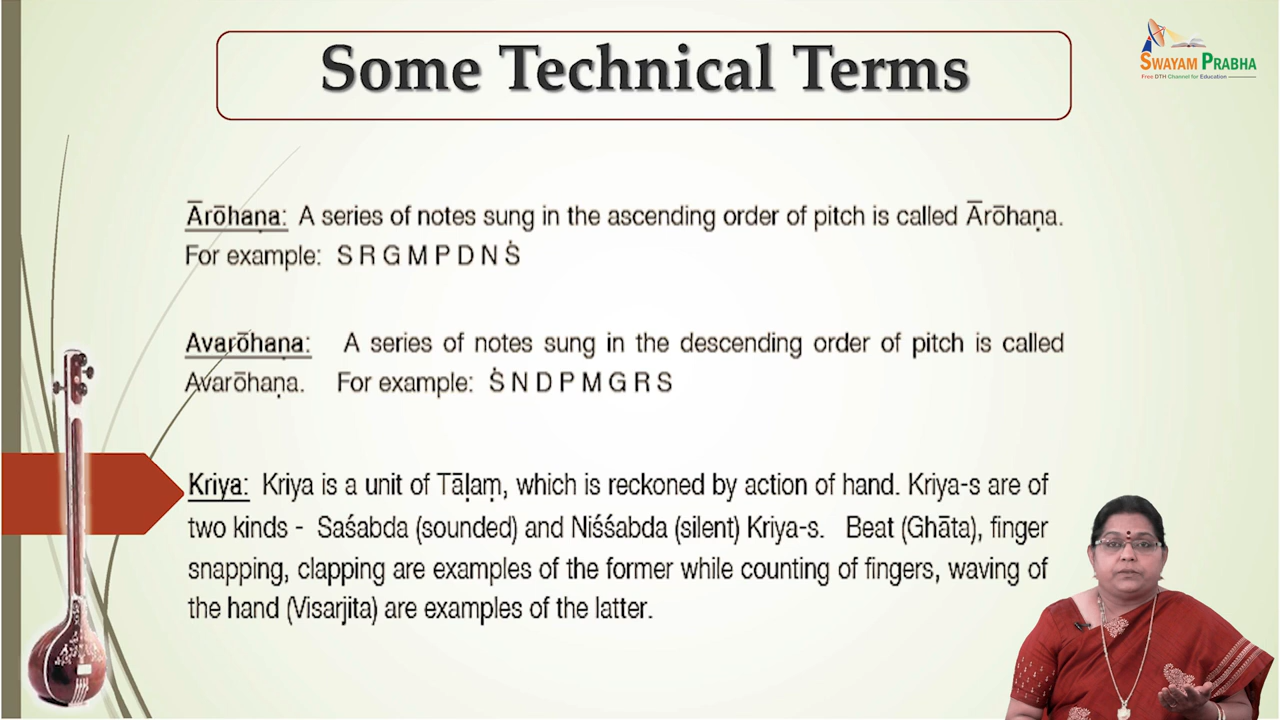 Some Technical Terms
SWAYAM PRABHA
Free DTH Channel for Education
Ārōhaṇa: A series of notes sung in the ascending order of pitch is called Ārōhaṇa.
For example: S R G M P D N Ṡ
Avarōhaṇa: A series of notes sung in the descending order of pitch is called
Avarōhaṇa. For example: Ṡ N D P M G R S
Kriya: Kriya is a unit of Tāḷaṃ, which is reckoned by action of hand. Kriya-s are of
two kinds - Saśabda (sounded) and Niśśabda (silent) Kriya-s. Beat (Ghāta), finger
snapping, clapping are examples of the former while counting of fingers, waving of
the hand (Visarjita) are examples of the latter.